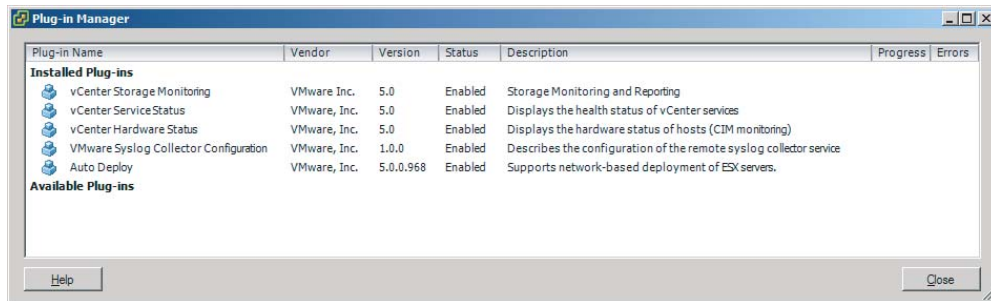 Plug-in Manager
Plug-in Name Vendor Version Status Description Progress Errors
Installed Plug-ins
vCenter Storage Monitoring VMware Inc. 5.0 Enabled Storage Monitoring and Reporting
vCenter Service Status VMware, Inc. 5.0 Enabled Displays the health status of vCenter services
vCenter Hardware Status VMware, Inc. 5.0 Enabled Displays the hardware status of hosts (CIM monitoring)
VMware Syslog Collector Configuration VMware, Inc. 1.0.0 Enabled Describes the configuration of the remote syslog collector service
Auto Deploy VMware, Inc. 5.0.0.968 Enabled Supports network-based deployment of ESX servers.
Available Plug-ins
Help Close